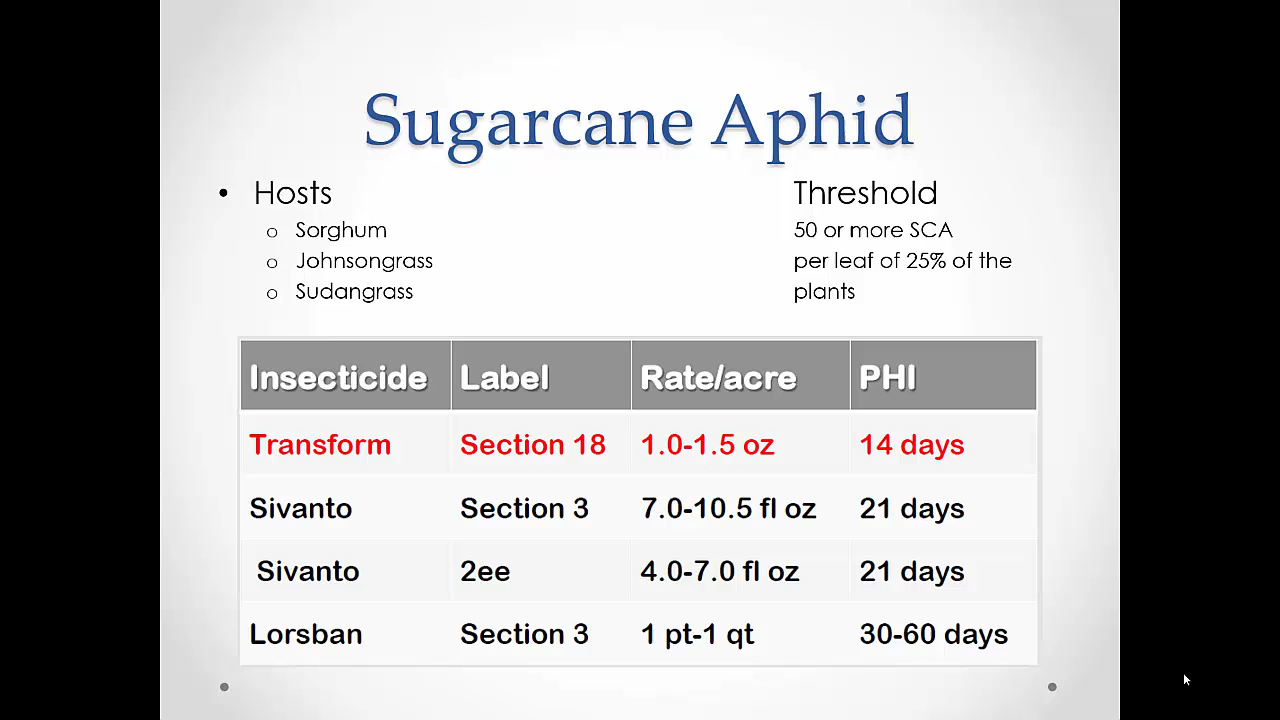 Sugarcane Aphid
• Hosts
o Sorghum
o Johnsongrass
o Sudangrass
Threshold
50 or more SCA
per leaf of 25% of the
plants
Insecticide Label Rate/acre PHI
Transform Section 18 1.0-1.5 oz 14 days
Sivanto Section 3 7.0-10.5 fl oz 21 days
Sivanto 2ee 4.0-7.0 fl oz 21 days
Lorsban Section 3 1 pt-1 qt 30-60 days